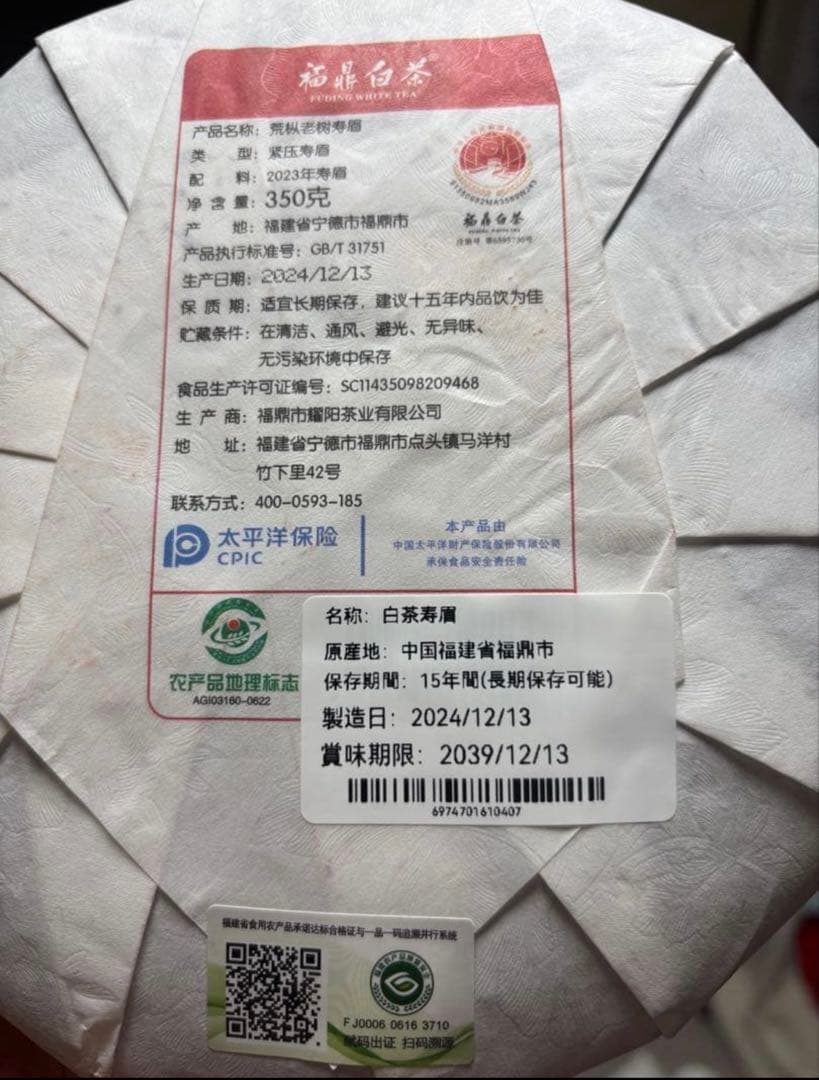 福鼎白茶
FUDING WHITE TEA
产品名称：荒枞老树寿眉
类 型：紧压寿眉
配 料：2023年寿眉
净 含 量：350克
产 地：福建省宁德市福鼎市
产品执行标准号：GB/T 31751
生产日期：2024/12/13
保 质 期：适宜长期保存，建议十五年内品饮为佳
贮藏条件：在清洁、通风、避光、无异味、
无污染环境中保存
食品生产许可证编号：SC11435098209468
生 产 商：福鼎市耀阳茶业有限公司
地 址：福建省宁德市福鼎市点头镇马洋村
竹下里42号
联系方式：400-0593-185
福鼎白茶
太平洋保险
CPIC
本产品由
中国太平洋财产保险股份有限公司
承保食品安全责任险
农产品地理标志
AGI03160-0622
名称：白茶寿眉
原産地：中国福建省福鼎市
保存期間：15年間(長期保存可能)
製造日：2024/12/13
賞味期限：2039/12/13
6974701610407
福建省食用农产品承诺达标合格证与一品一码追溯并行系统
FJ0006 0616 3710
赋码出证 扫码溯源